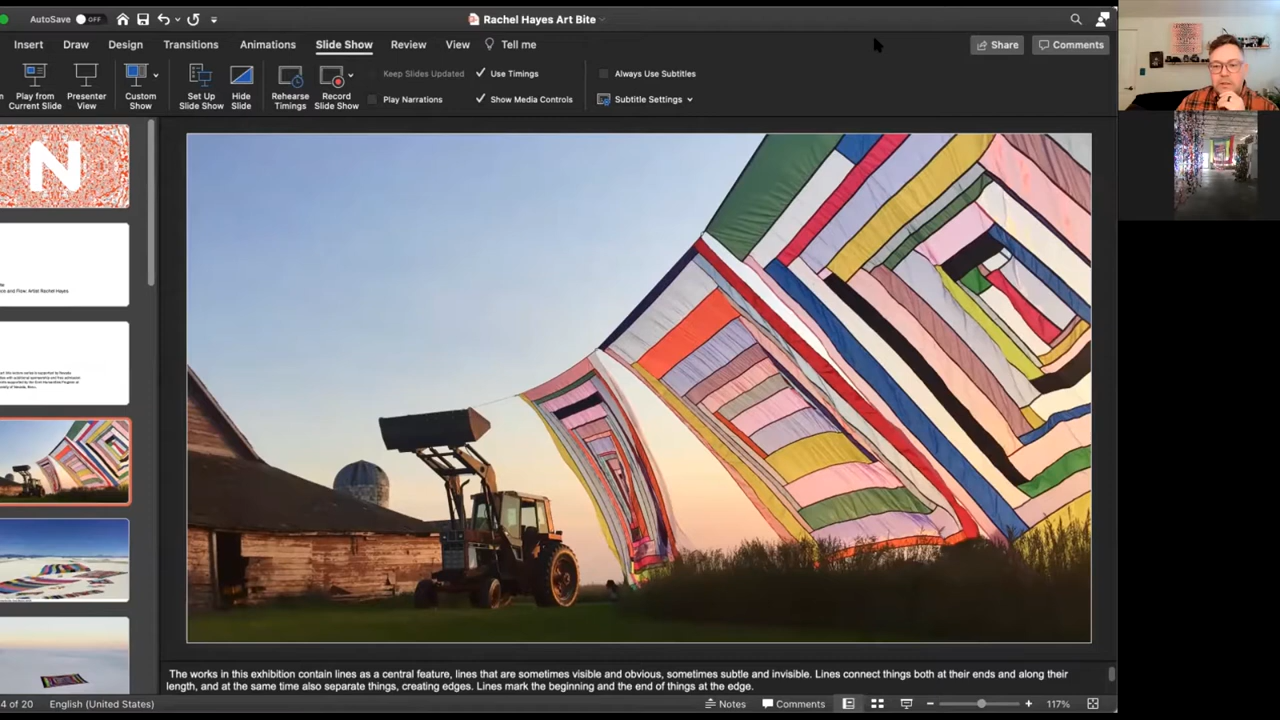 AutoSave OFF
Rachel Hayes Art Bite
Insert Draw Design Transitions Animations Slide Show Review View Tell me
Share Comments
Play from
Current Slide
Presenter
View
Custom
Show
Set Up
Slide Show
Hide
Slide
Rehearse
Timings
Record
Slide Show
Keep Slides Updated
Play Narrations
Use Timings
Show Media Controls
Always Use Subtitles
Subtitle Settings
N
The works in this exhibition contain lines as a central feature, lines that are sometimes visible and obvious, sometimes subtle and invisible. Lines connect things both at their ends and along their
length, and at the same time also separate things, creating edges. Lines mark the beginning and the end of things at the edge.
4 of 20 English (United States)
Notes Comments 117%